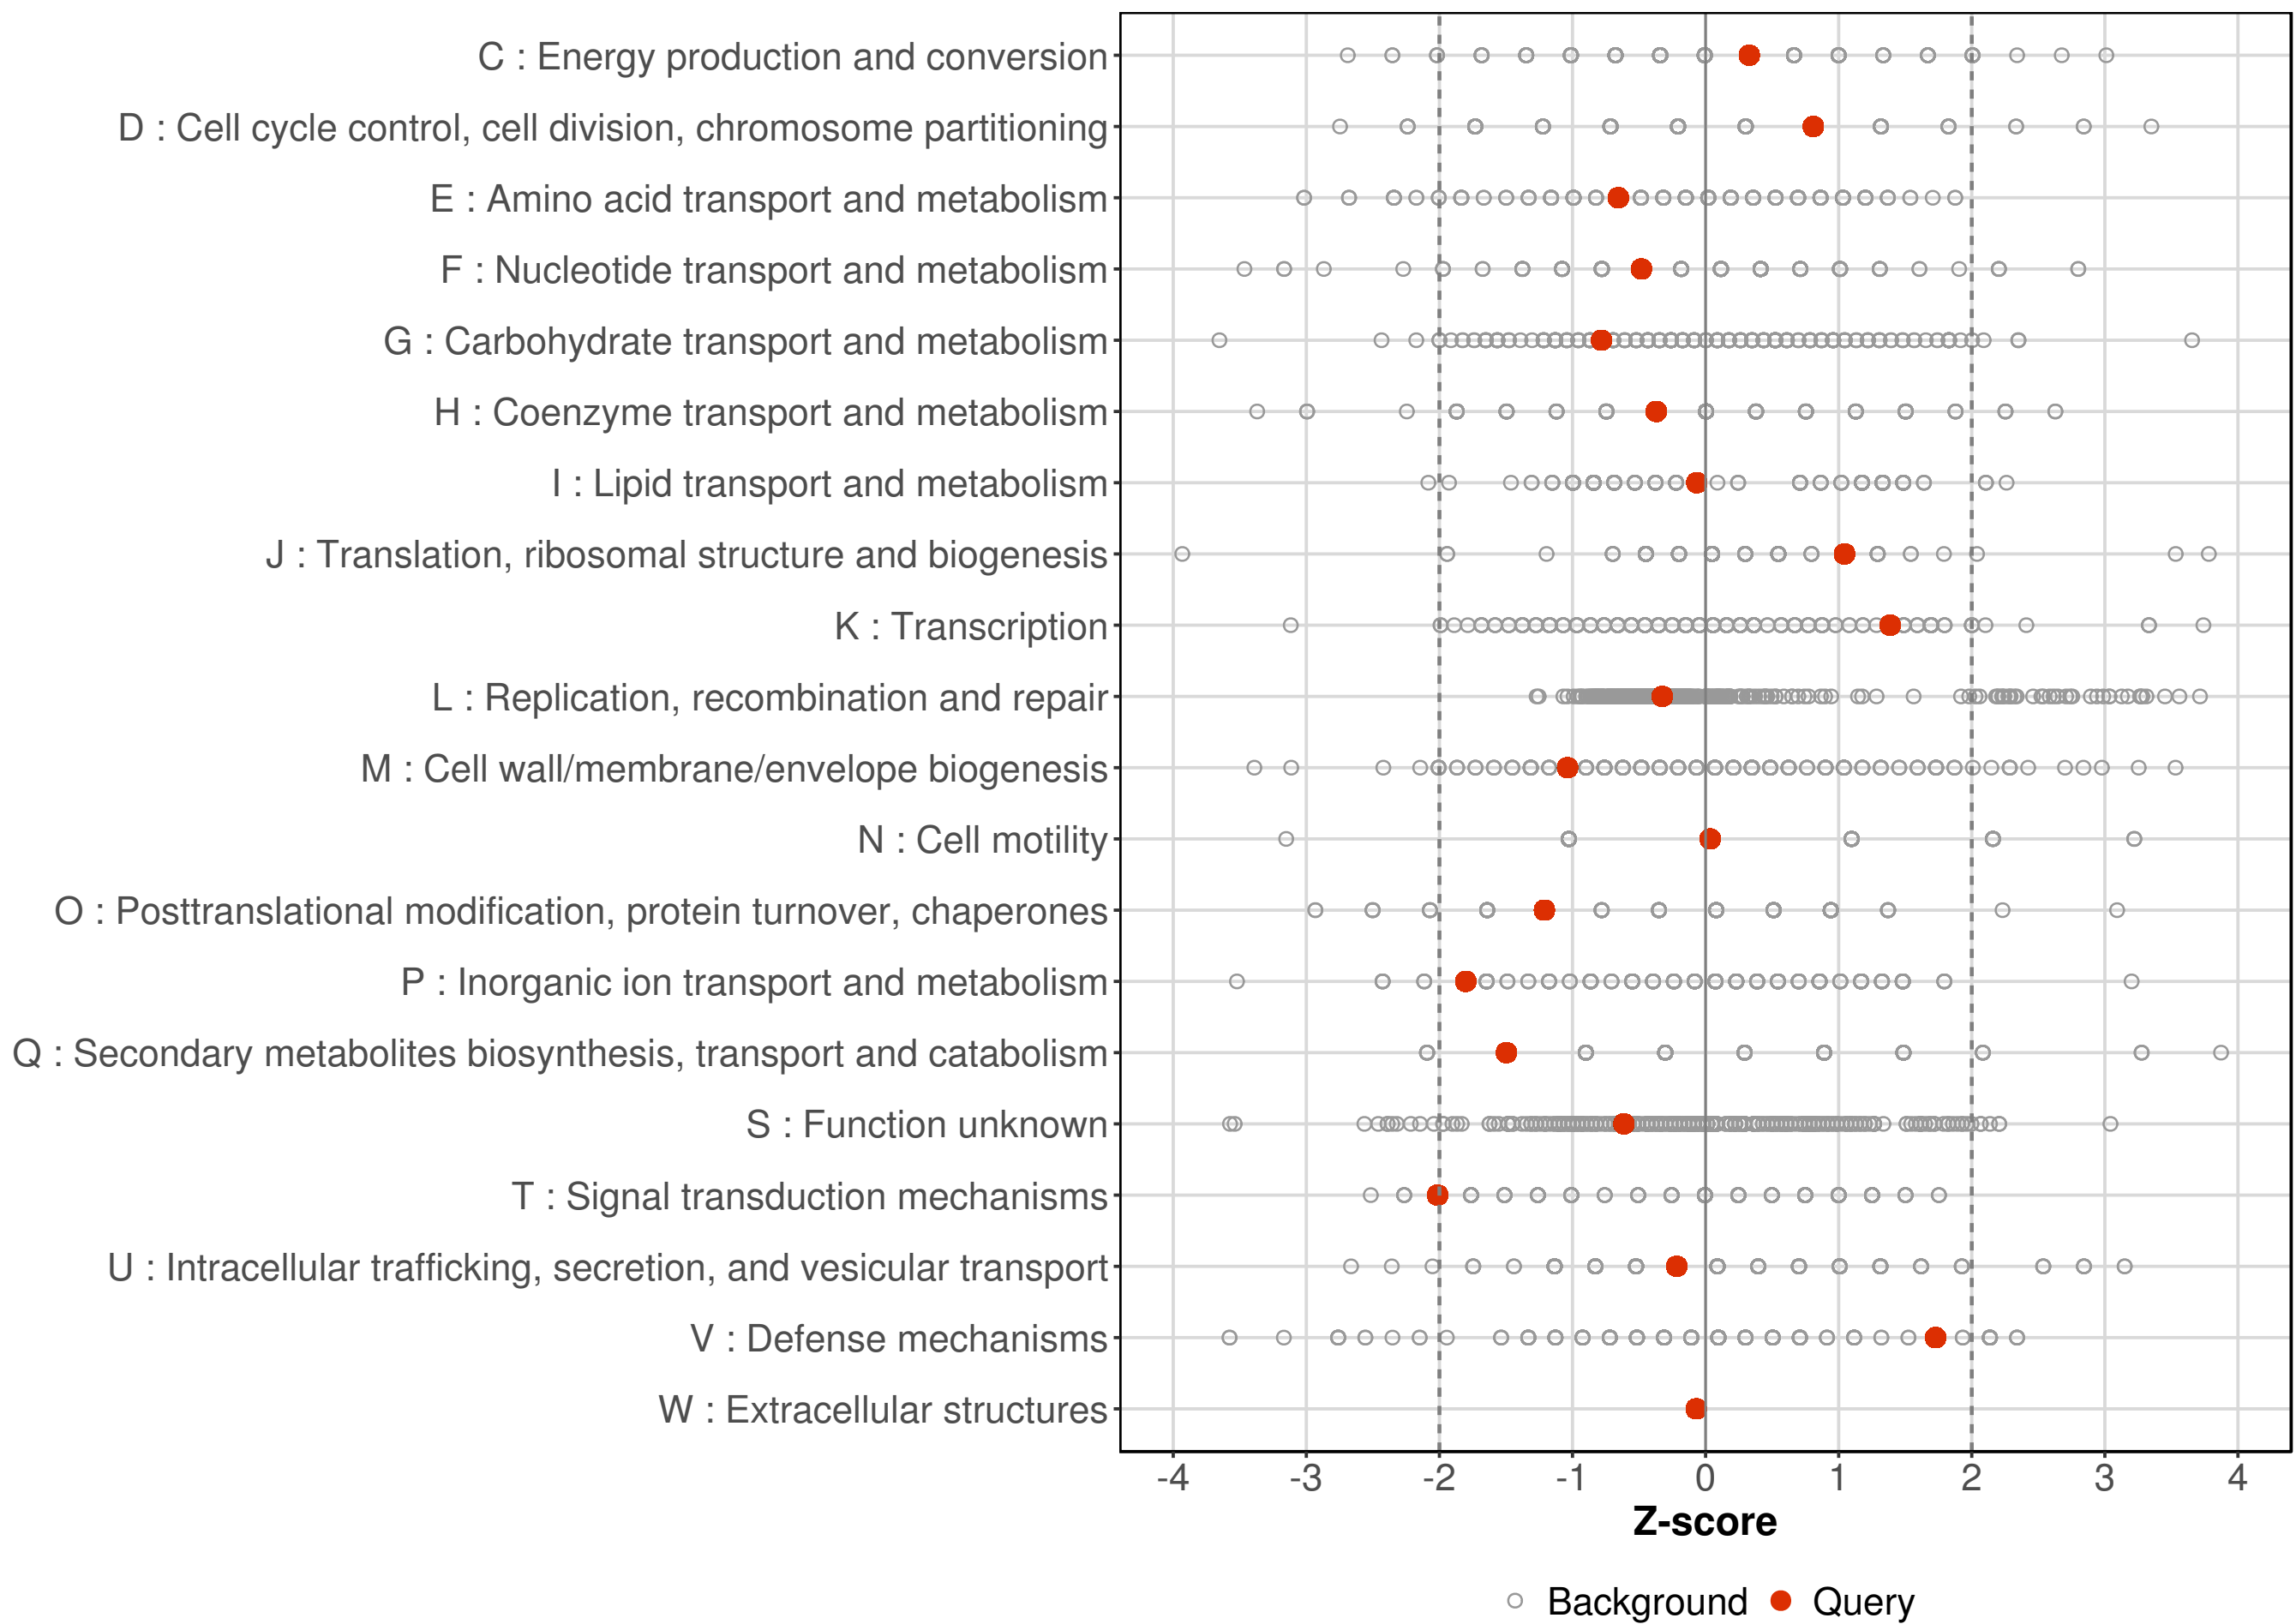 C : Energy production and conversion
D : Cell cycle control, cell division, chromosome partitioning
E : Amino acid transport and metabolism
F : Nucleotide transport and metabolism
G : Carbohydrate transport and metabolism
H : Coenzyme transport and metabolism
I : Lipid transport and metabolism
J : Translation, ribosomal structure and biogenesis
K : Transcription
L : Replication, recombination and repair
M : Cell wall/membrane/envelope biogenesis
N : Cell motility
O : Posttranslational modification, protein turnover, chaperones
P : Inorganic ion transport and metabolism
Q : Secondary metabolites biosynthesis, transport and catabolism
S : Function unknown
T : Signal transduction mechanisms
U : Intracellular trafficking, secretion, and vesicular transport
V : Defense mechanisms
W : Extracellular structures
-4 -3 -2 -1 0 1 2 3 4
Z-score
Background Query